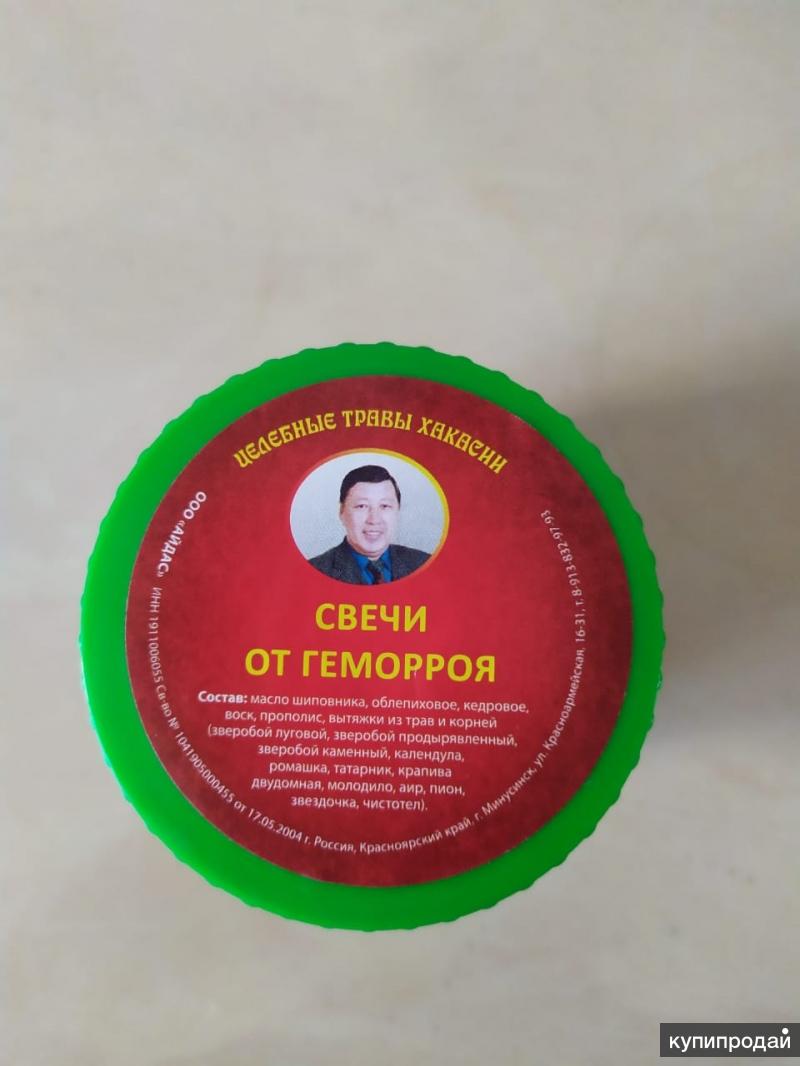 ЦЕЛЕБНЫЕ ТРАВЫ ХАКАСИИ
СВЕЧИ
ОТ ГЕМОРРОЯ
Состав: масло шиповника, облепиховое, кедровое,
воск, прополис, вытяжки из трав и корней
(зверобой луговой, зверобой продырявленный,
зверобой каменный, календула,
ромашка, татарник, крапива
двудомная, молодило, аир, пион,
звездочка, чистотел).
ООО «АЙДАС» ИНН 1911006055 Св-во № 1041905000455 от 17.05.2004 г. Россия, Красноярский край, г. Минусинск, ул. Красноармейская, 16-31, т. 8-913-832-97-93
купипродай